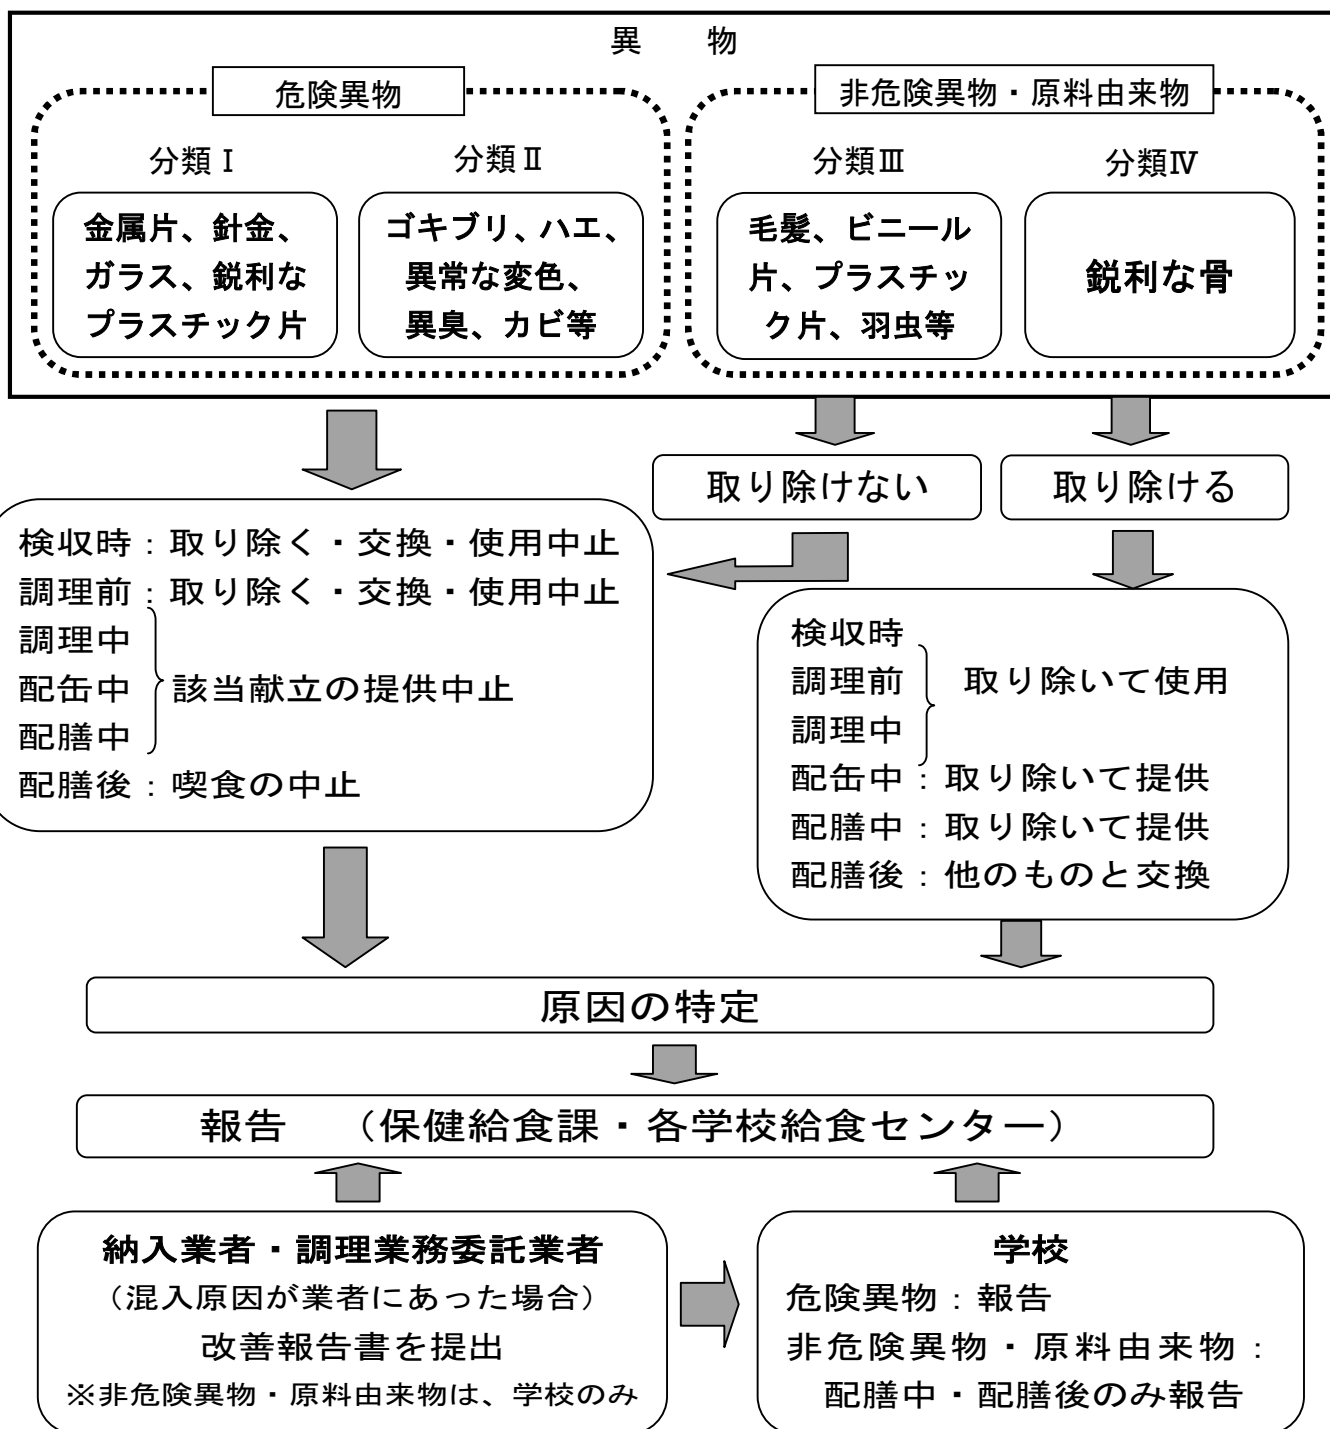 異　　物
危険異物
非危険異物・原料由来物
分類Ⅰ
分類Ⅱ
分類Ⅲ
分類Ⅳ
金属片、針金、
ガラス、鋭利な
プラスチック片
ゴキブリ、ハエ、
異常な変色、
異臭、カビ等
毛髪、ビニール
片、プラスチッ
ク片、羽虫等
鋭利な骨
取り除けない
取り除ける
検収時：取り除く・交換・使用中止
調理前：取り除く・交換・使用中止
調理中
配缶中
該当献立の提供中止
配膳中
配膳後：喫食の中止
検収時
調理前
取り除いて使用
調理中
配缶中：取り除いて提供
配膳中：取り除いて提供
配膳後：他のものと交換
原因の特定
報告　（保健給食課・各学校給食センター）
納入業者・調理業務委託業者
（混入原因が業者にあった場合）
改善報告書を提出
※非危険異物・原料由来物は、学校のみ
学校
危険異物：報告
非危険異物・原料由来物：
配膳中・配膳後のみ報告